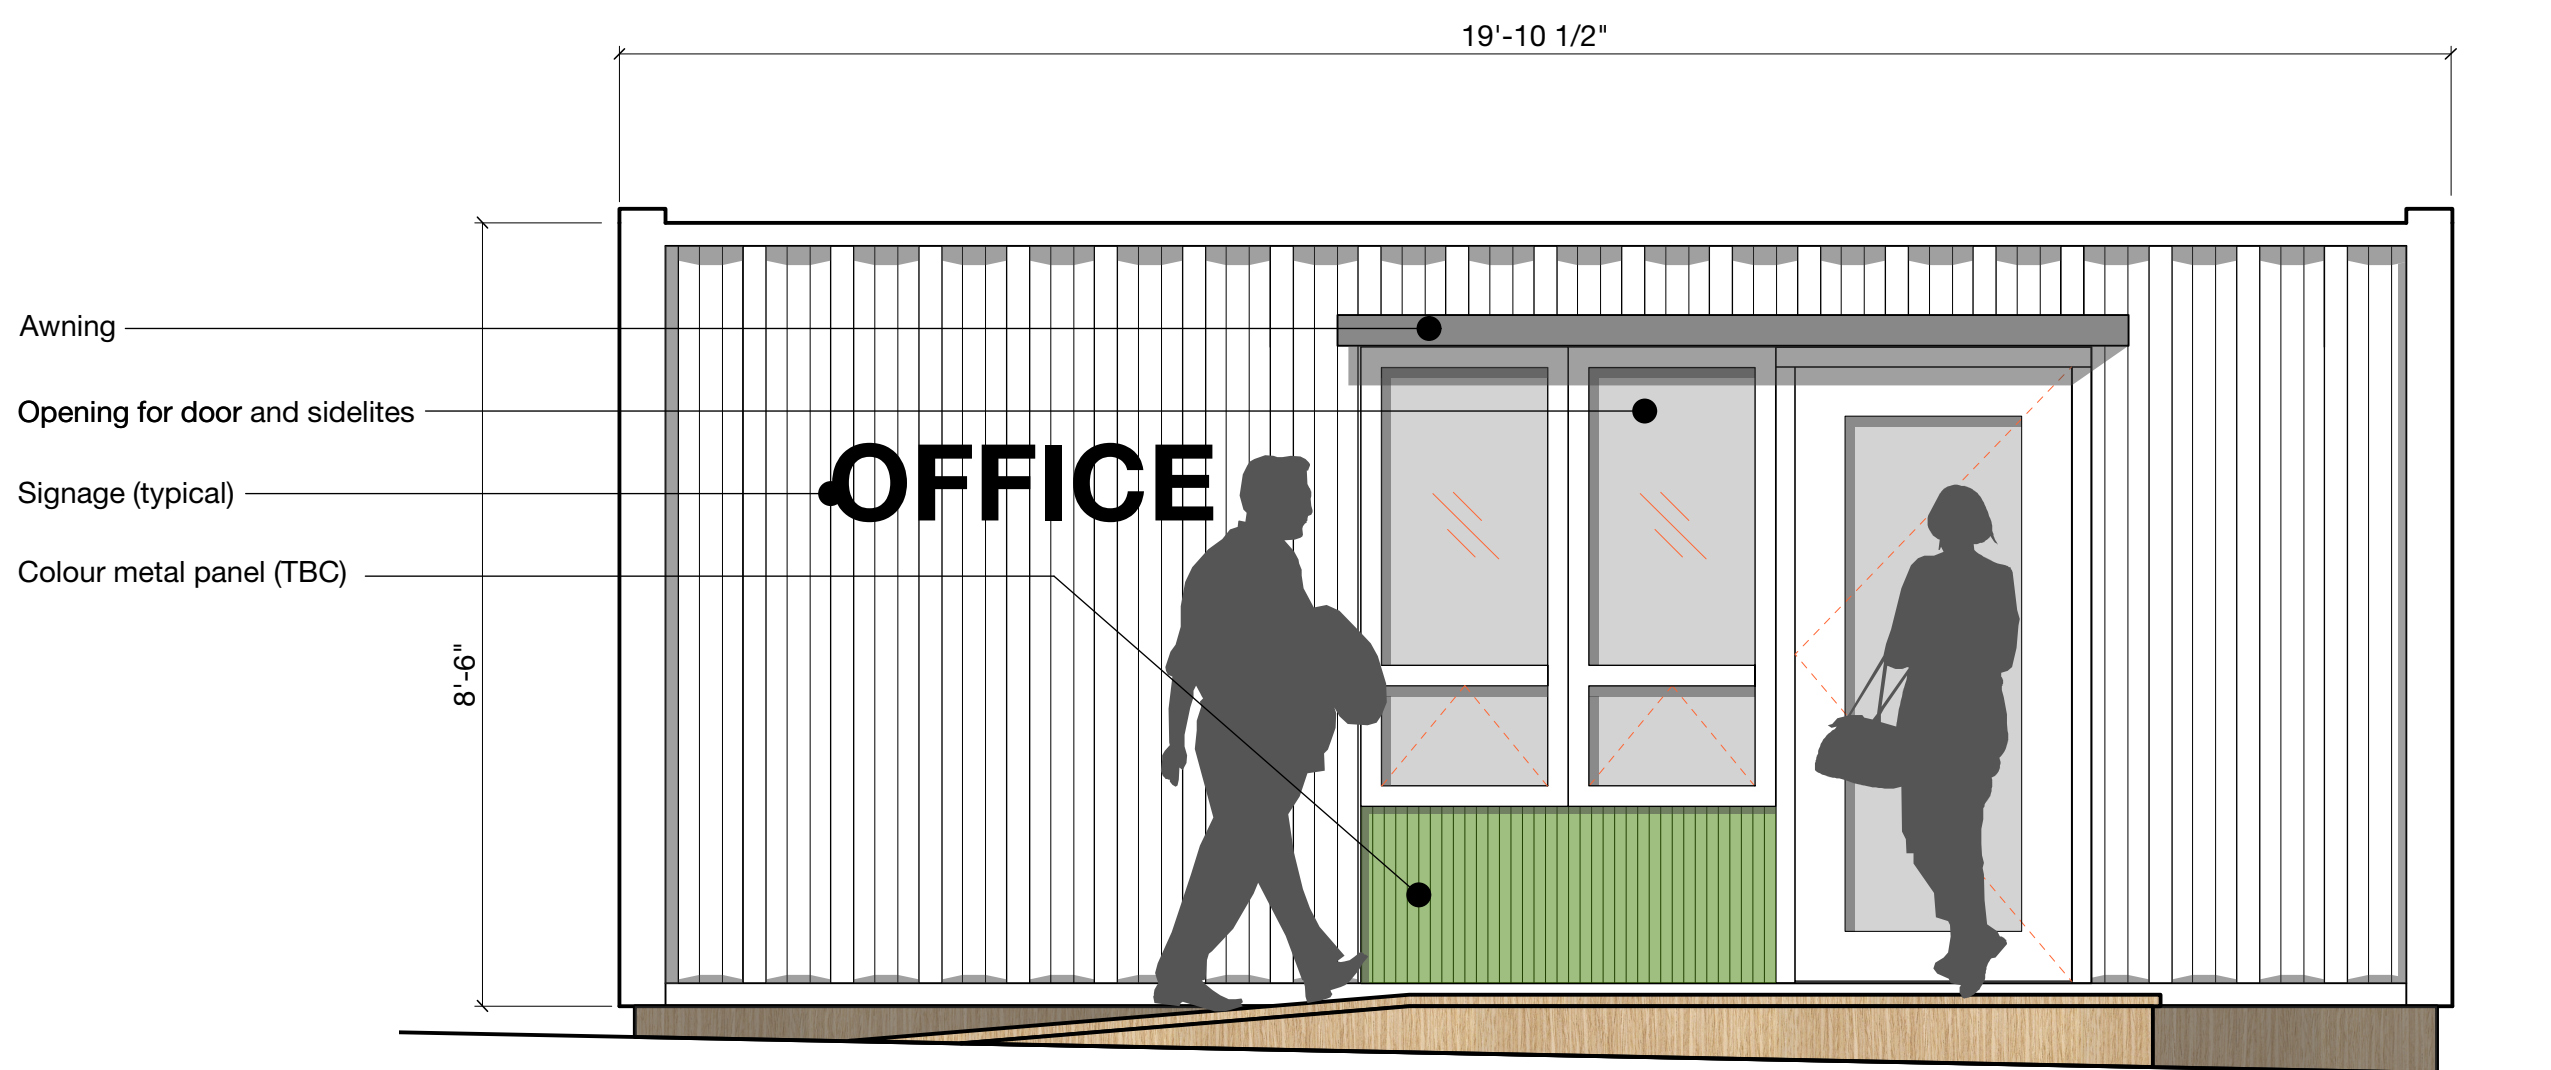 19'-10 1/2"
Awning
Opening for door and sidelites
OFFICE
Signage (typical)
Colour metal panel (TBC)
8'-6"